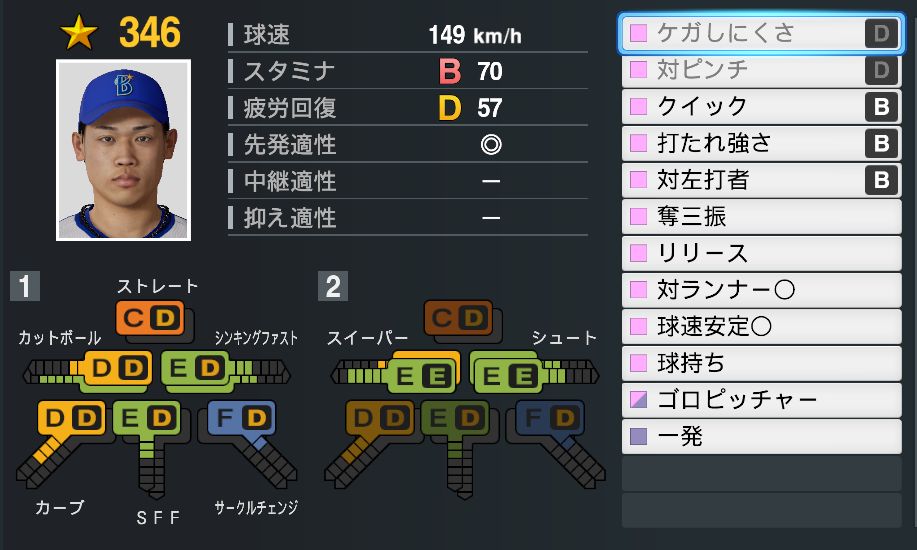 346
球速 149 km/h
スタミナ B 70
疲労回復 D 57
先発適性 ◎
中継適性 ー
抑え適性 ー
1
ストレート
C D
カットボール
シンキングファスト
D D
E D
D D
E D
F D
カーブ
SFF
サークルチェンジ
2
C D
スイーパー
シュート
E E
E E
D D
E D
F D
ケガしにくさ D
対ピンチ D
クイック B
打たれ強さ B
対左打者 B
奪三振
リリース
対ランナー〇
球速安定〇
球持ち
ゴロピッチャー
一発
B